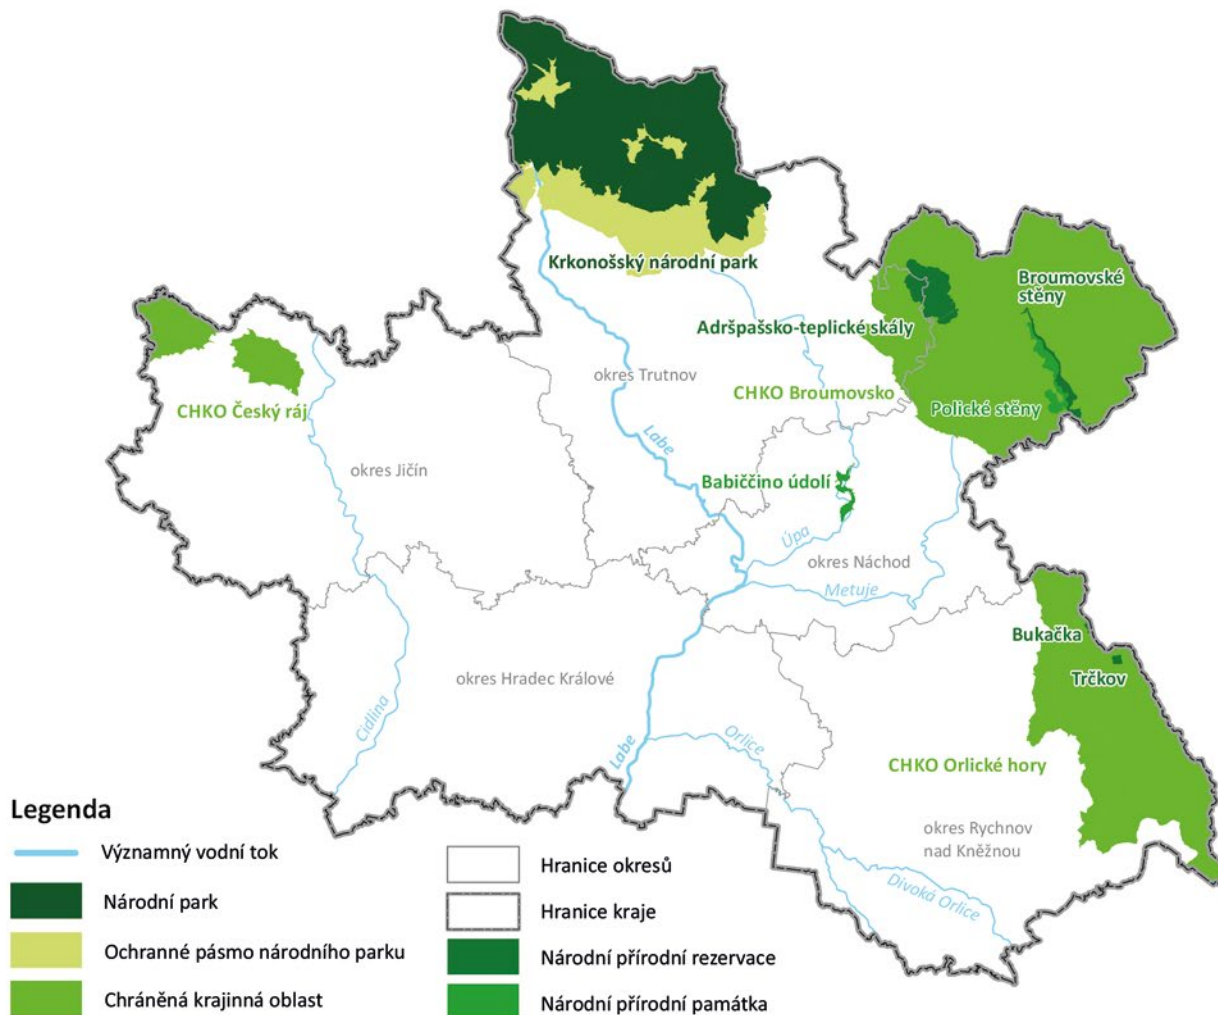 Krkonošský národní park
Broumovské
stěny
Adršpašsko-teplické skály
okres Trutnov
CHKO Broumovsko
CHKO Český ráj
Polické stěny
Labe
okres Jičín
Babiččino údolí
Úpa
okres Náchod
Metuje
Bukačka
Trčkov
okres Hradec Králové
Cidlina
Labe
Orlice
CHKO Orlické hory
okres Rychnov
nad Kněžnou
Divoká Orlice
Legenda
Významný vodní tok
Národní park
Ochranné pásmo národního parku
Chráněná krajinná oblast
Hranice okresů
Hranice kraje
Národní přírodní rezervace
Národní přírodní památka